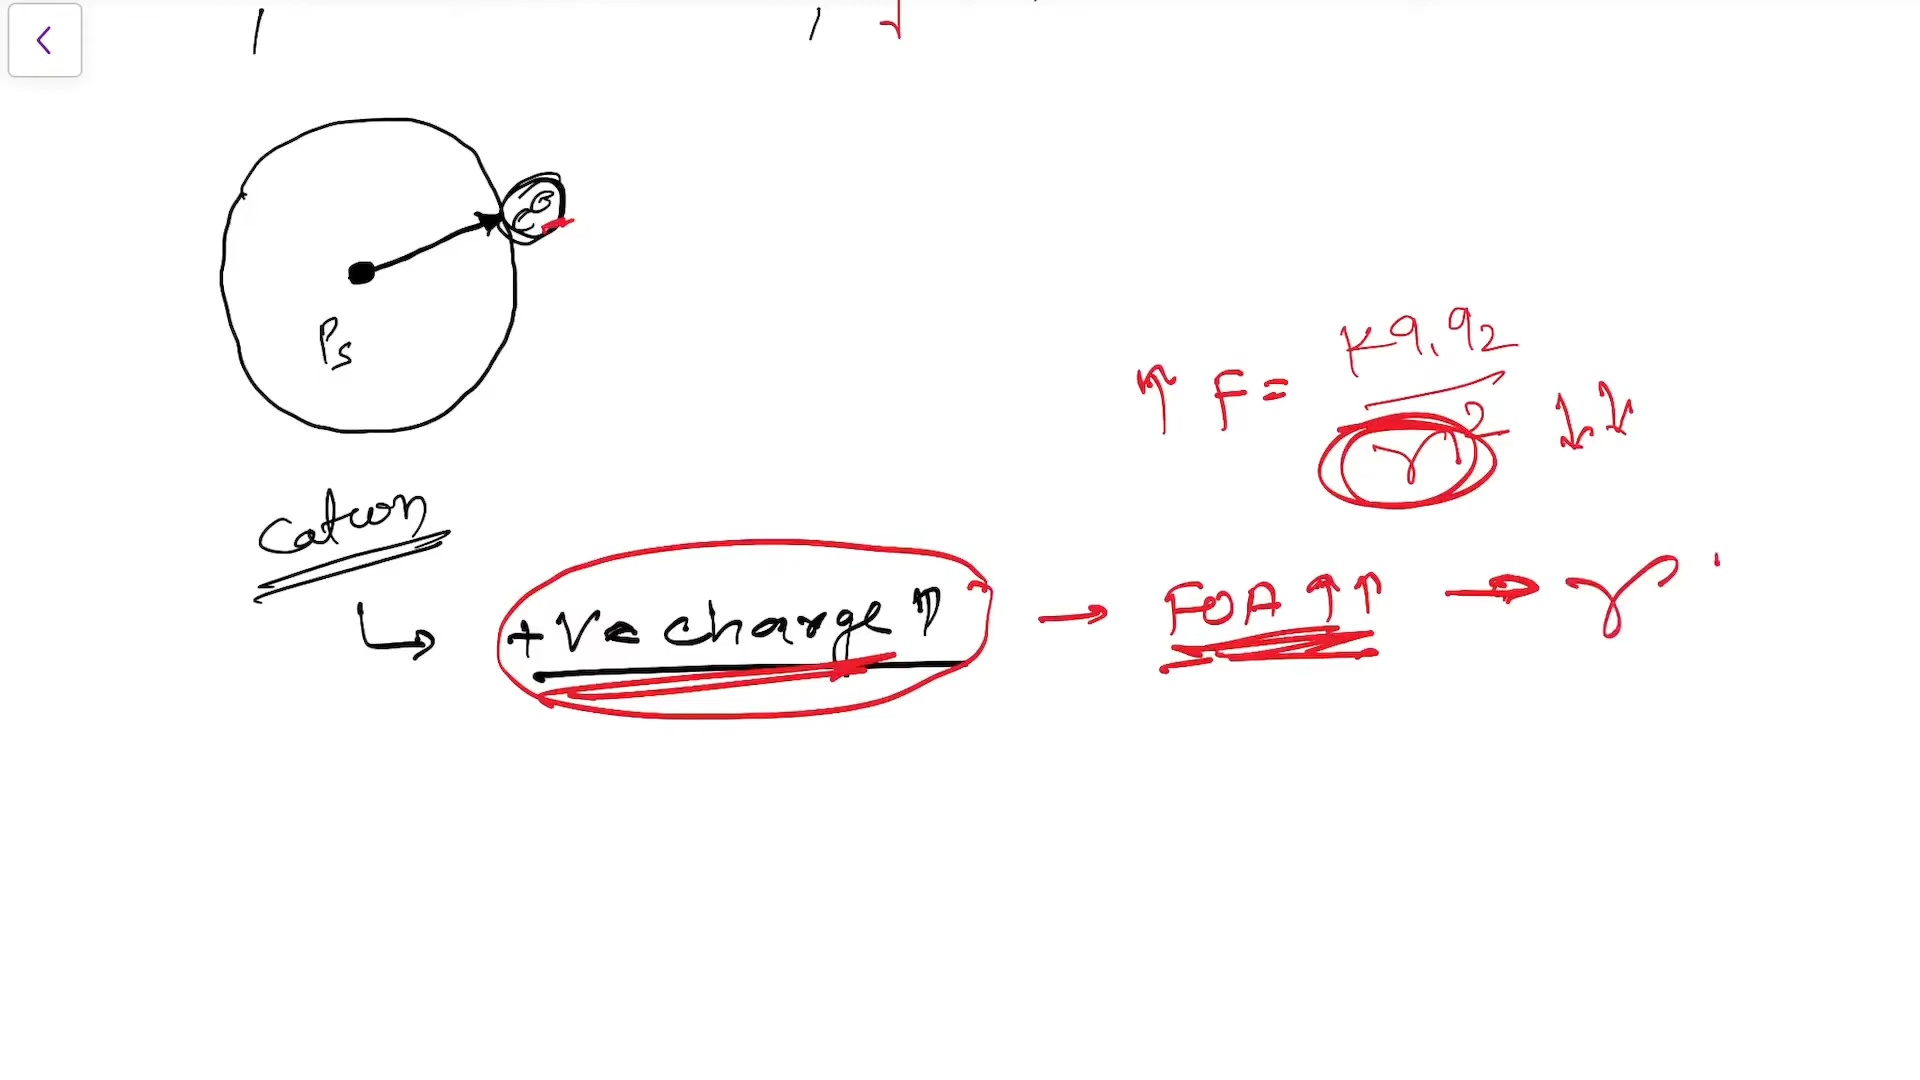 Ps
↑ F = Kq₁q₂ / r² ↓↓
Cation
↳ +ve charge ↑ → FOA ↑↑ → r